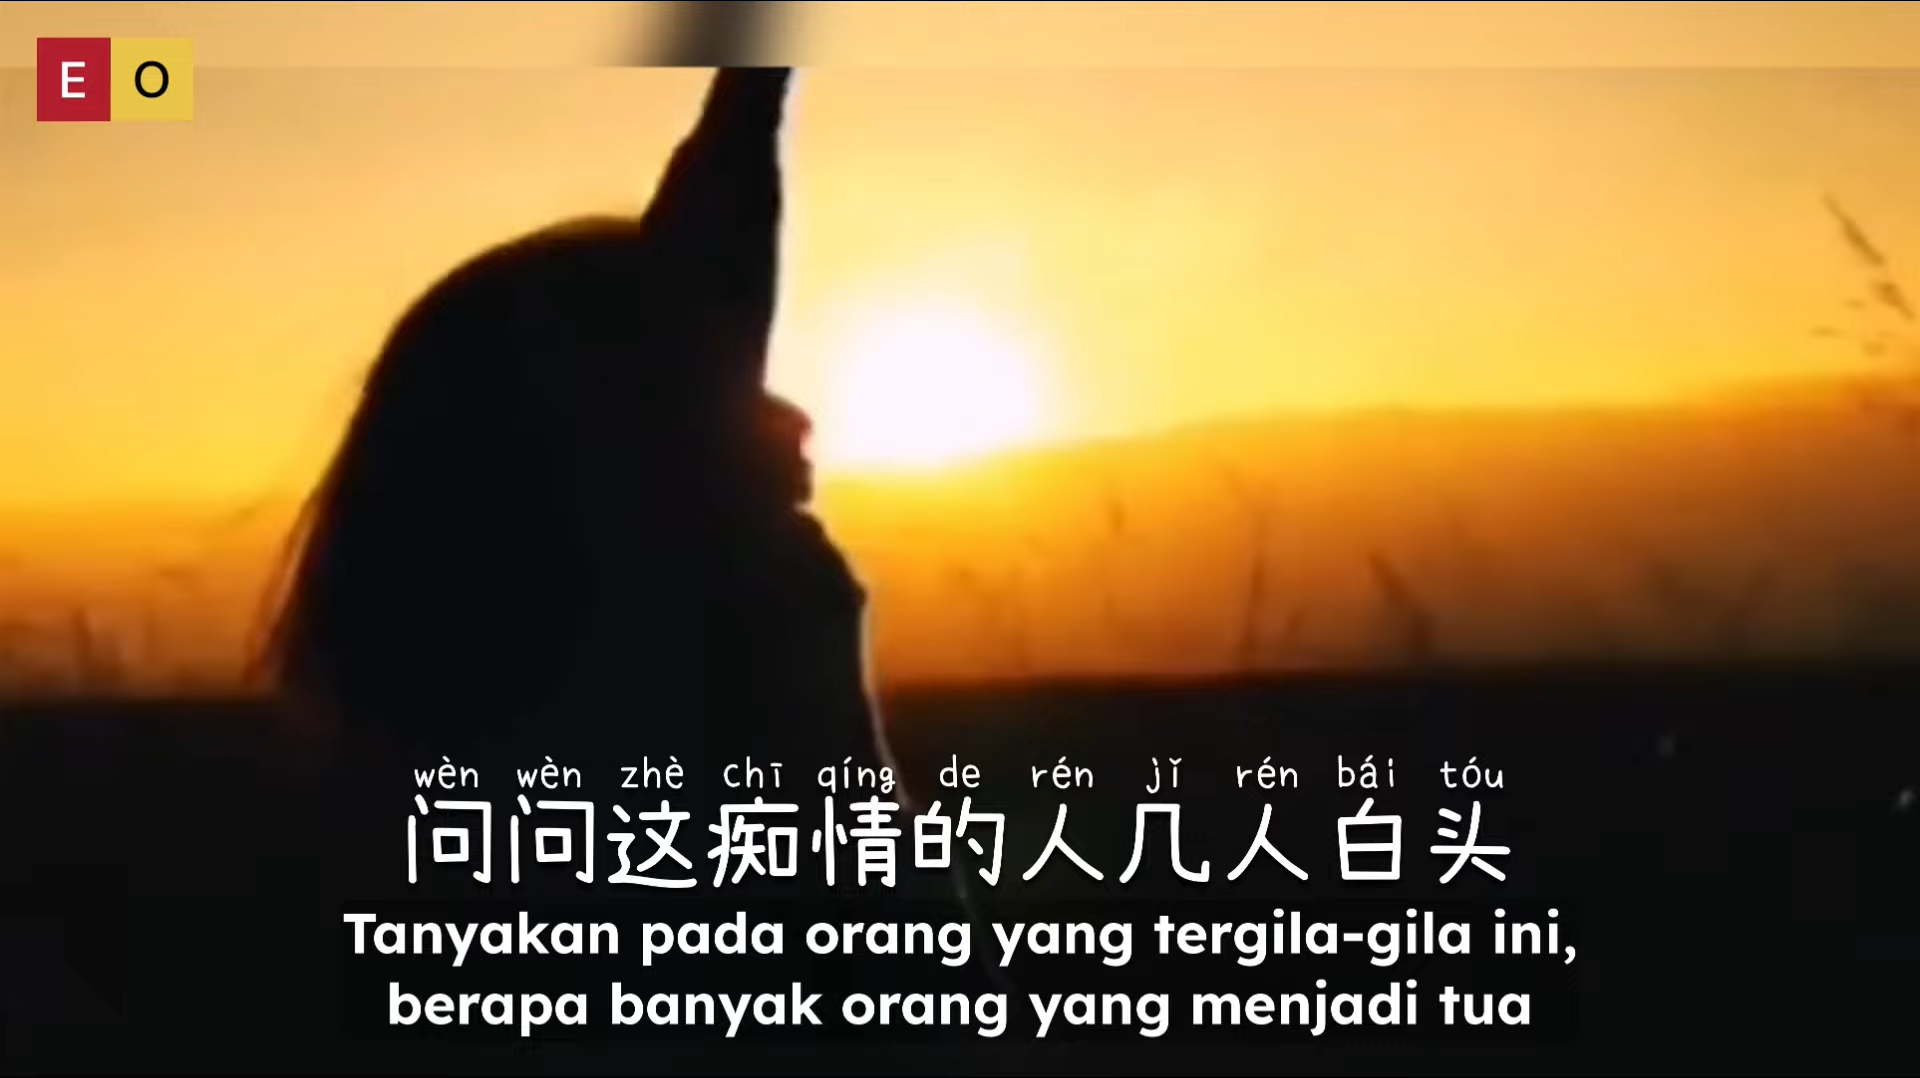 E O
wèn wèn zhè chī qíng de rén jǐ rén bái tóu
问问这痴情的人几人白头
Tanyakan pada orang yang tergila-gila ini,
berapa banyak orang yang menjadi tua